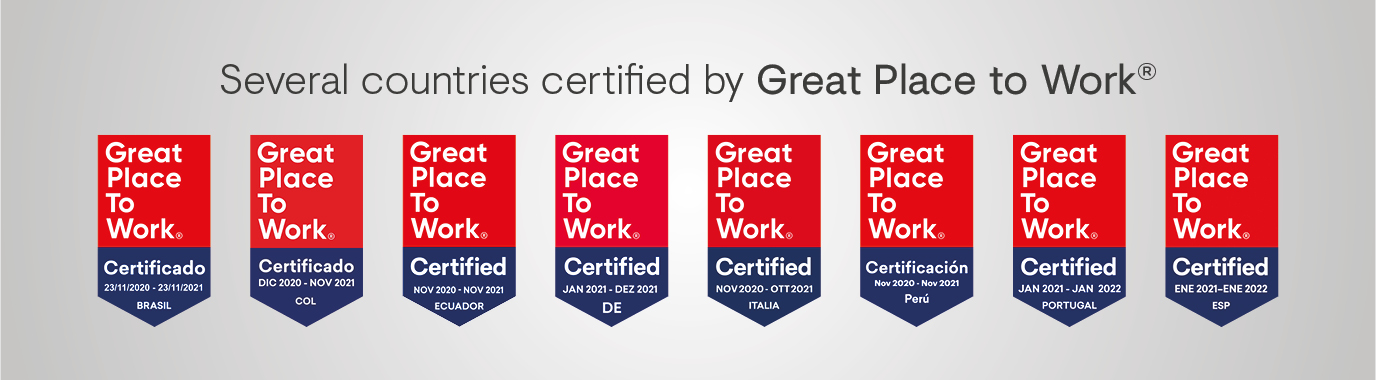 Several countries certified by Great Place to Work®
Great
Place
To
Work®
Certificado
23/11/2020 - 23/11/2021
BRASIL
Great
Place
To
Work®
Certificado
DIC 2020 - NOV 2021
COL
Great
Place
To
Work®
Certified
NOV 2020 - NOV 2021
ECUADOR
Great
Place
To
Work®
Certified
JAN 2021 - DEZ 2021
DE
Great
Place
To
Work®
Certified
NOV 2020 - OTT 2021
ITALIA
Great
Place
To
Work®
Certificación
Nov 2020 - Nov 2021
Perú
Great
Place
To
Work®
Certified
JAN 2021 - JAN 2022
PORTUGAL
Great
Place
To
Work®
Certified
ENE 2021-ENE 2022
ESP